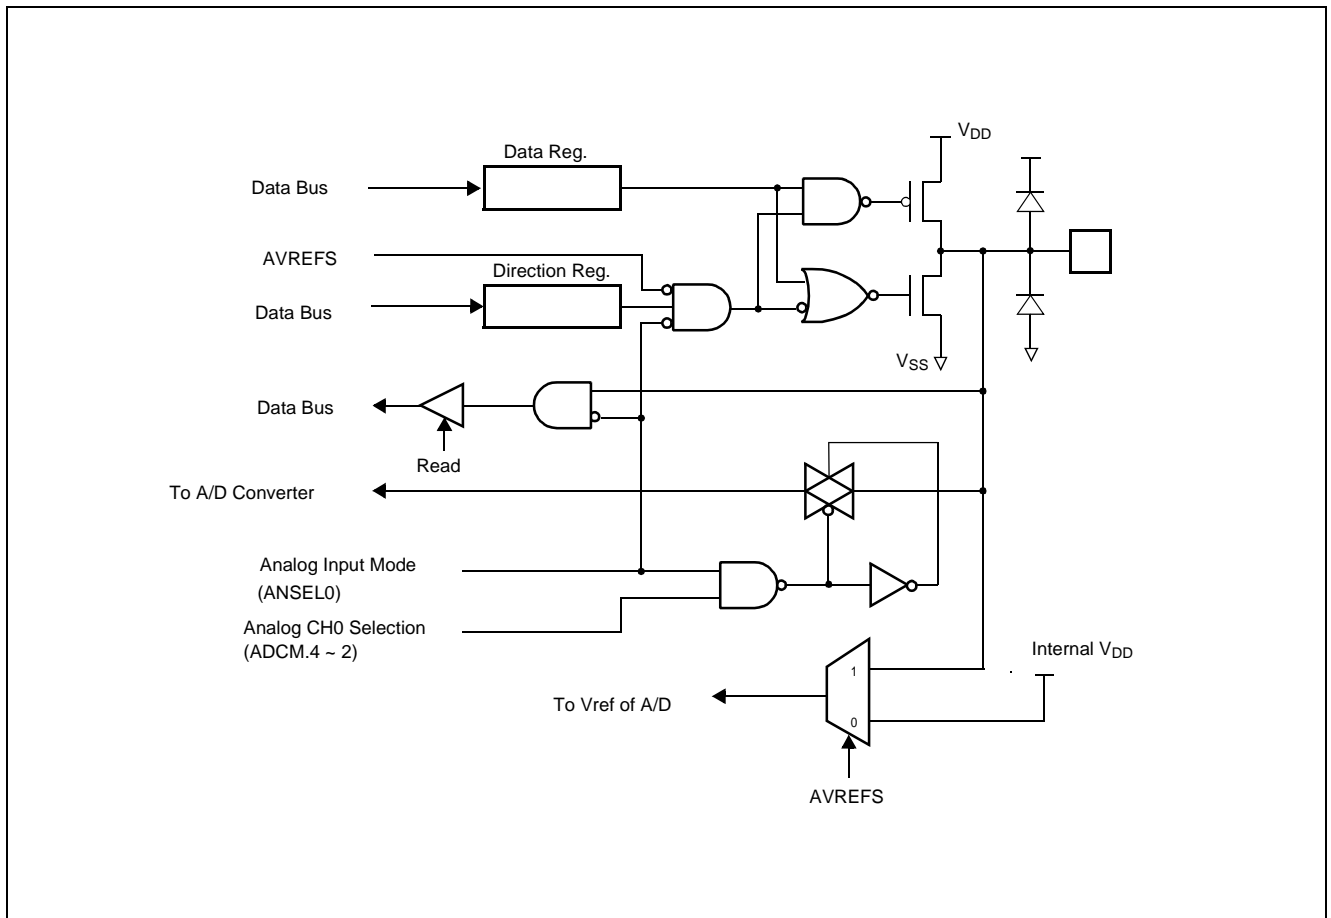 VDD
Data Reg.
Data Bus
AVREFS
Direction Reg.
Data Bus
VSS
Data Bus
Read
To A/D Converter
Analog Input Mode
(ANSEL0)
Analog CH0 Selection
(ADCM.4 ~ 2)
Internal VDD
1
To Vref of A/D
0
AVREFS